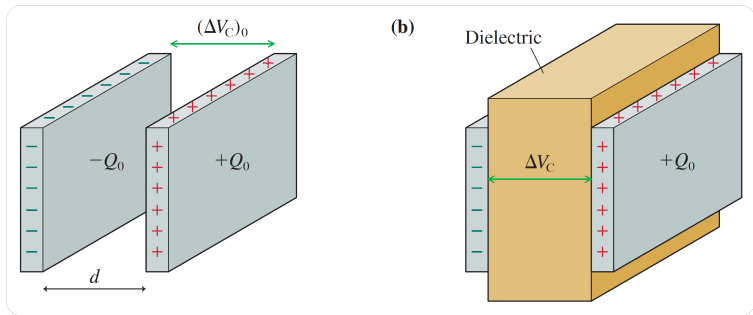 (ΔV_C)_0
−Q_0
+Q_0
d
(b)
Dielectric
ΔV_C
+Q_0